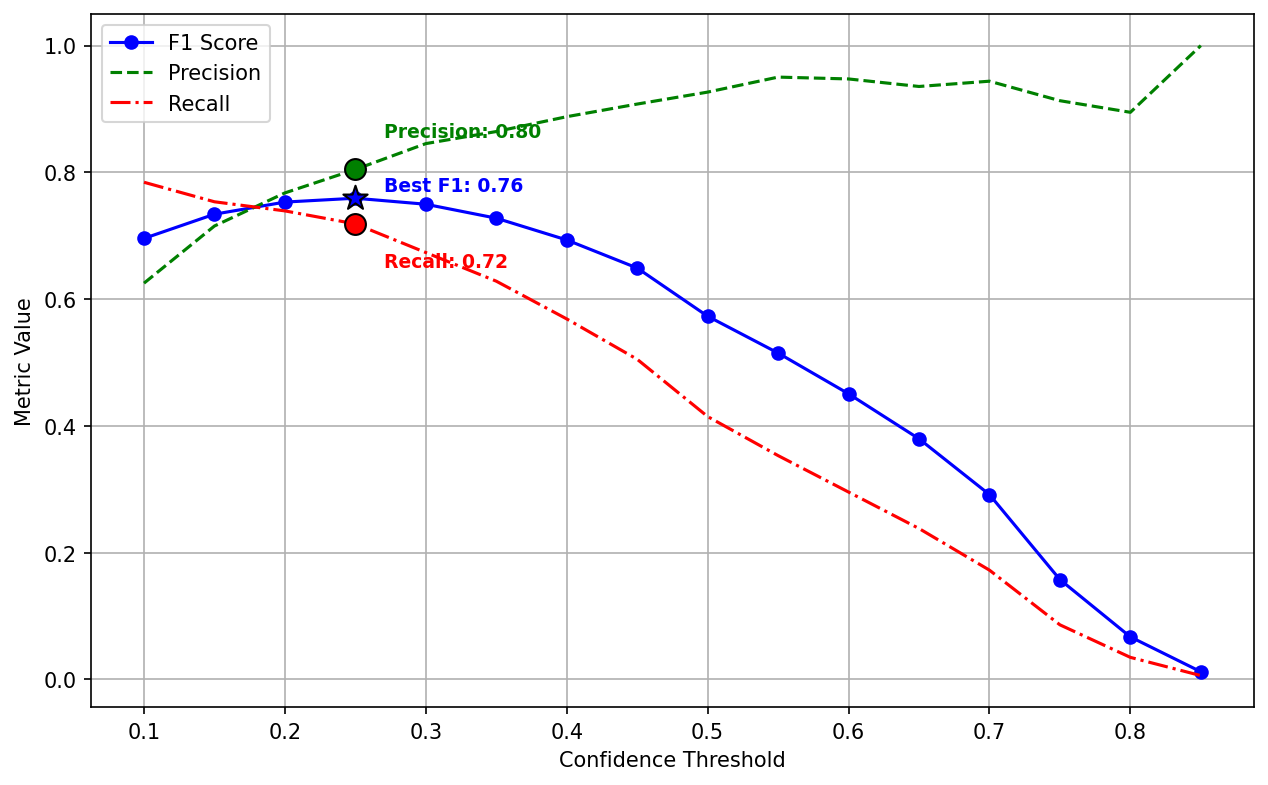 F1 Score
Precision
Recall
1.0
0.8
0.6
0.4
0.2
0.0
Metric Value
Precision: 0.80
Best F1: 0.76
Recall: 0.72
0.1 0.2 0.3 0.4 0.5 0.6 0.7 0.8
Confidence Threshold